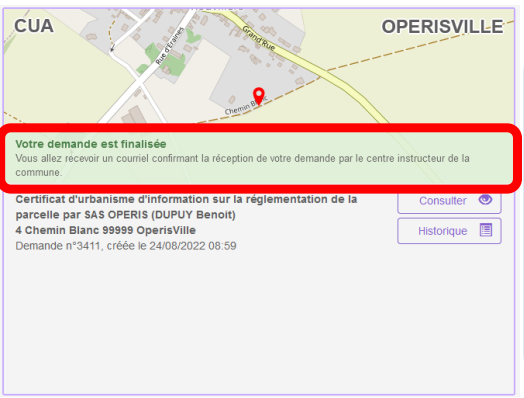 CUA
OPERISVILLE
Grande Rue
Rue d'Eraines
Chemin Blanc
Votre demande est finalisée
Vous allez recevoir un courriel confirmant la réception de votre demande par le centre instructeur de la
commune.
Certificat d'urbanisme d'information sur la réglementation de la
parcelle par SAS OPERIS (DUPUY Benoit)
4 Chemin Blanc 99999 OperisVille
Demande n°3411, créée le 24/08/2022 08:59
Consulter
Historique